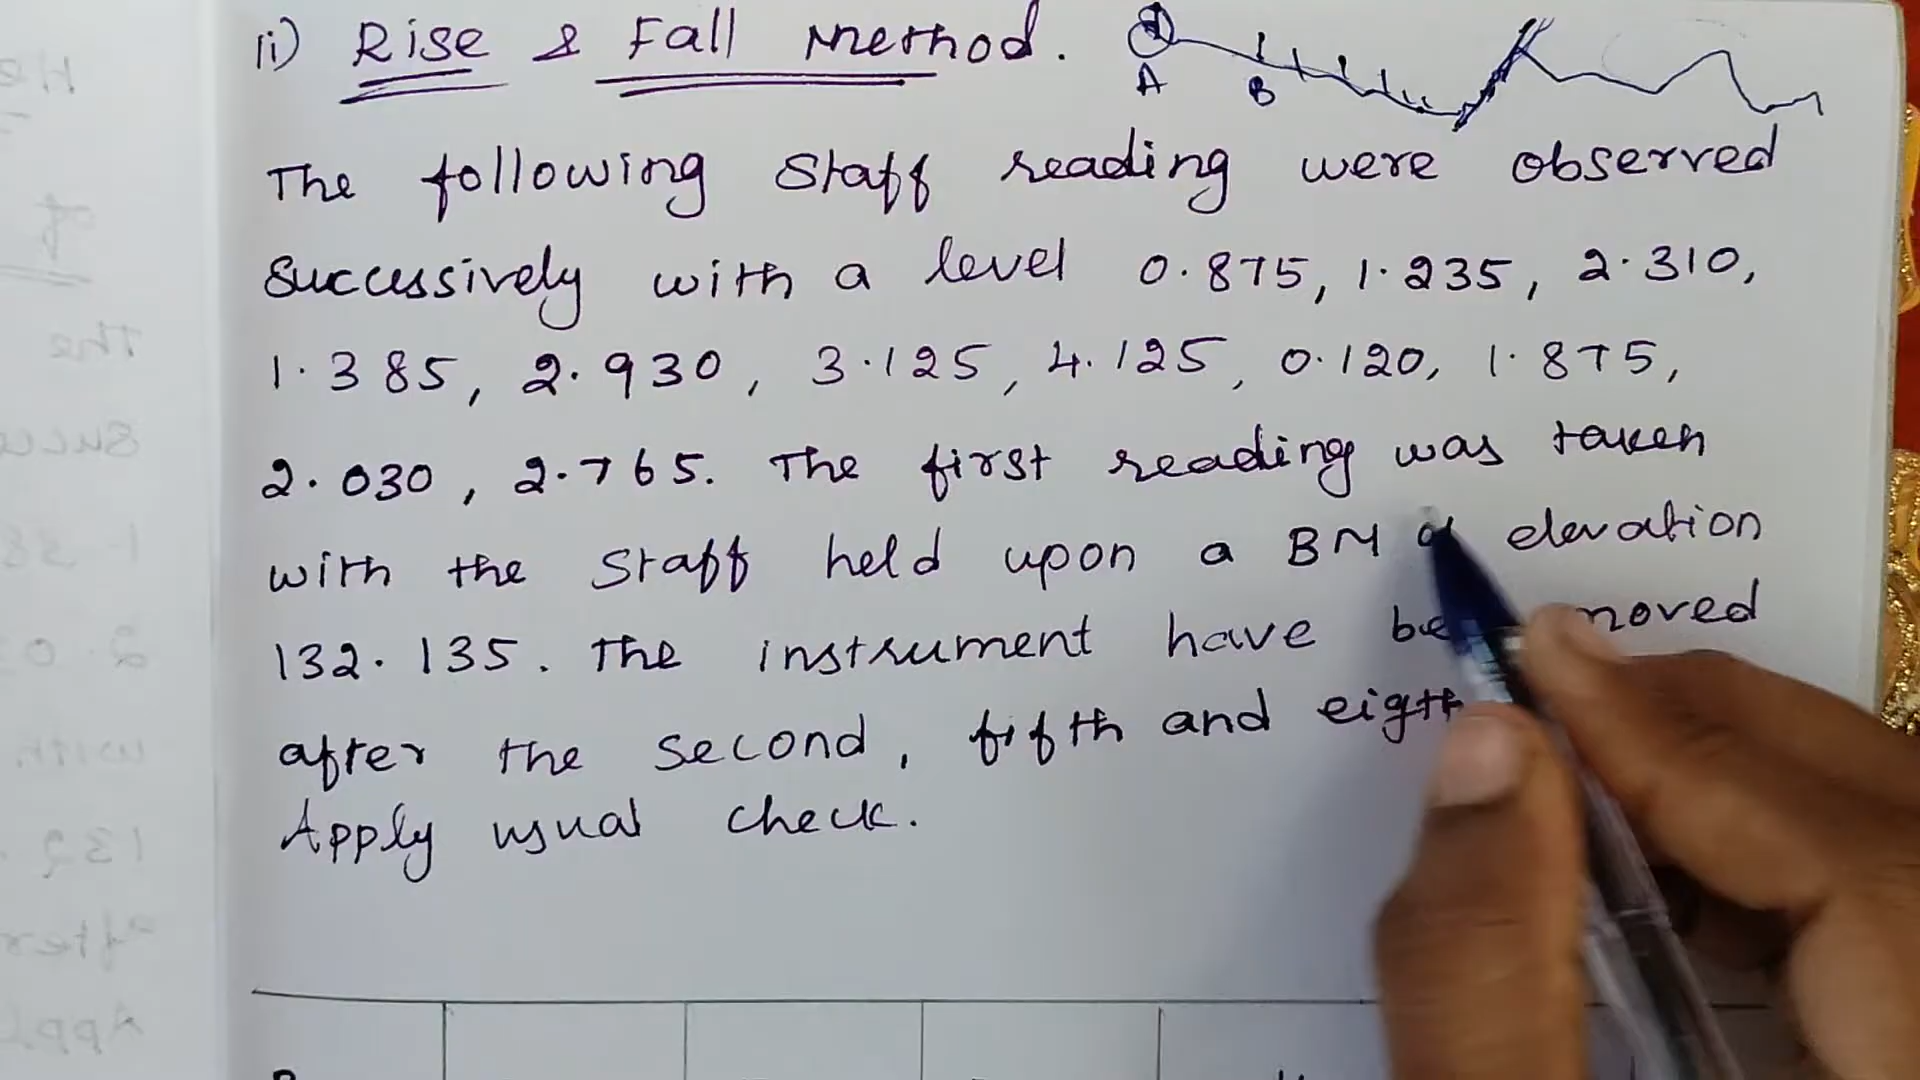 ii) Rise & Fall Method.
A
B
The following staff reading were observed
Successively with a level 0.875, 1.235, 2.310,
1.385, 2.930, 3.125, 4.125, 0.120, 1.875,
2.030, 2.765. The first reading was taken
with the staff held upon a BM elevation
132.135. The instrument have moved
after the second, fifth and
Apply usual check.